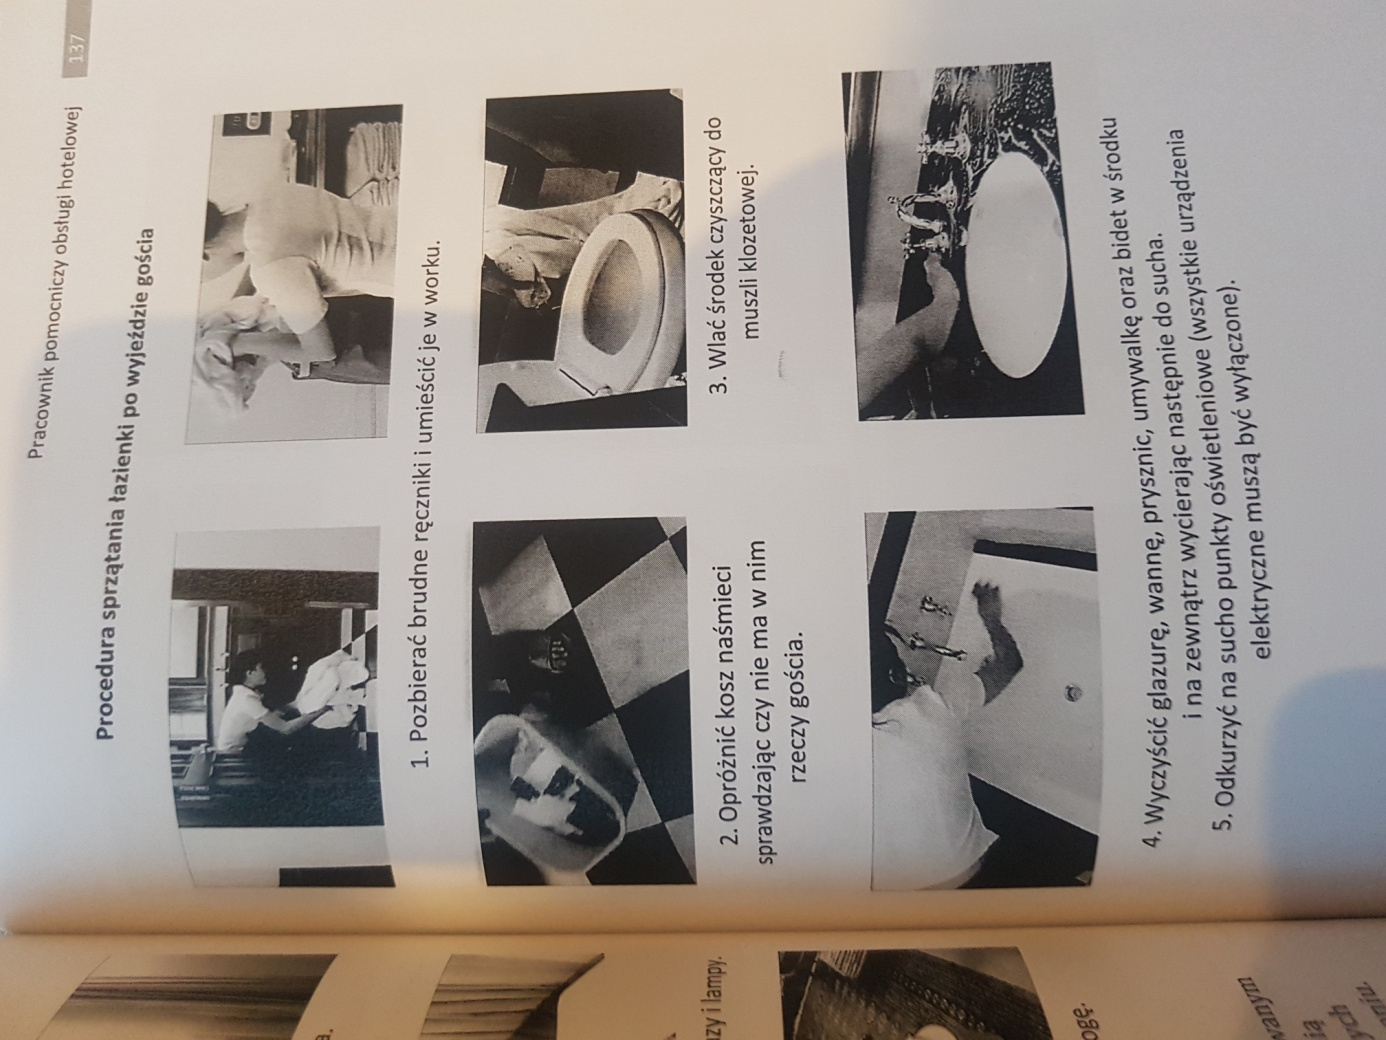 Pracownik pomocniczy obsługi hotelowej
137
Procedura sprzątania łazienki po wyjeździe gościa
1. Pozbierać brudne ręczniki i umieścić je w worku.
2. Opróżnić kosz naśmieci
sprawdzając czy nie ma w nim
rzeczy gościa.
3. Wlać środek czyszczący do
muszli klozetowej.
4. Wyczyścić glazurę, wannę, prysznic, umywalkę oraz bidet w środku
i na zewnątrz wycierając następnie do sucha.
5. Odkurzyć na sucho punkty oświetleniowe (wszystkie urządzenia
elektryczne muszą być wyłączone).
i lampy.